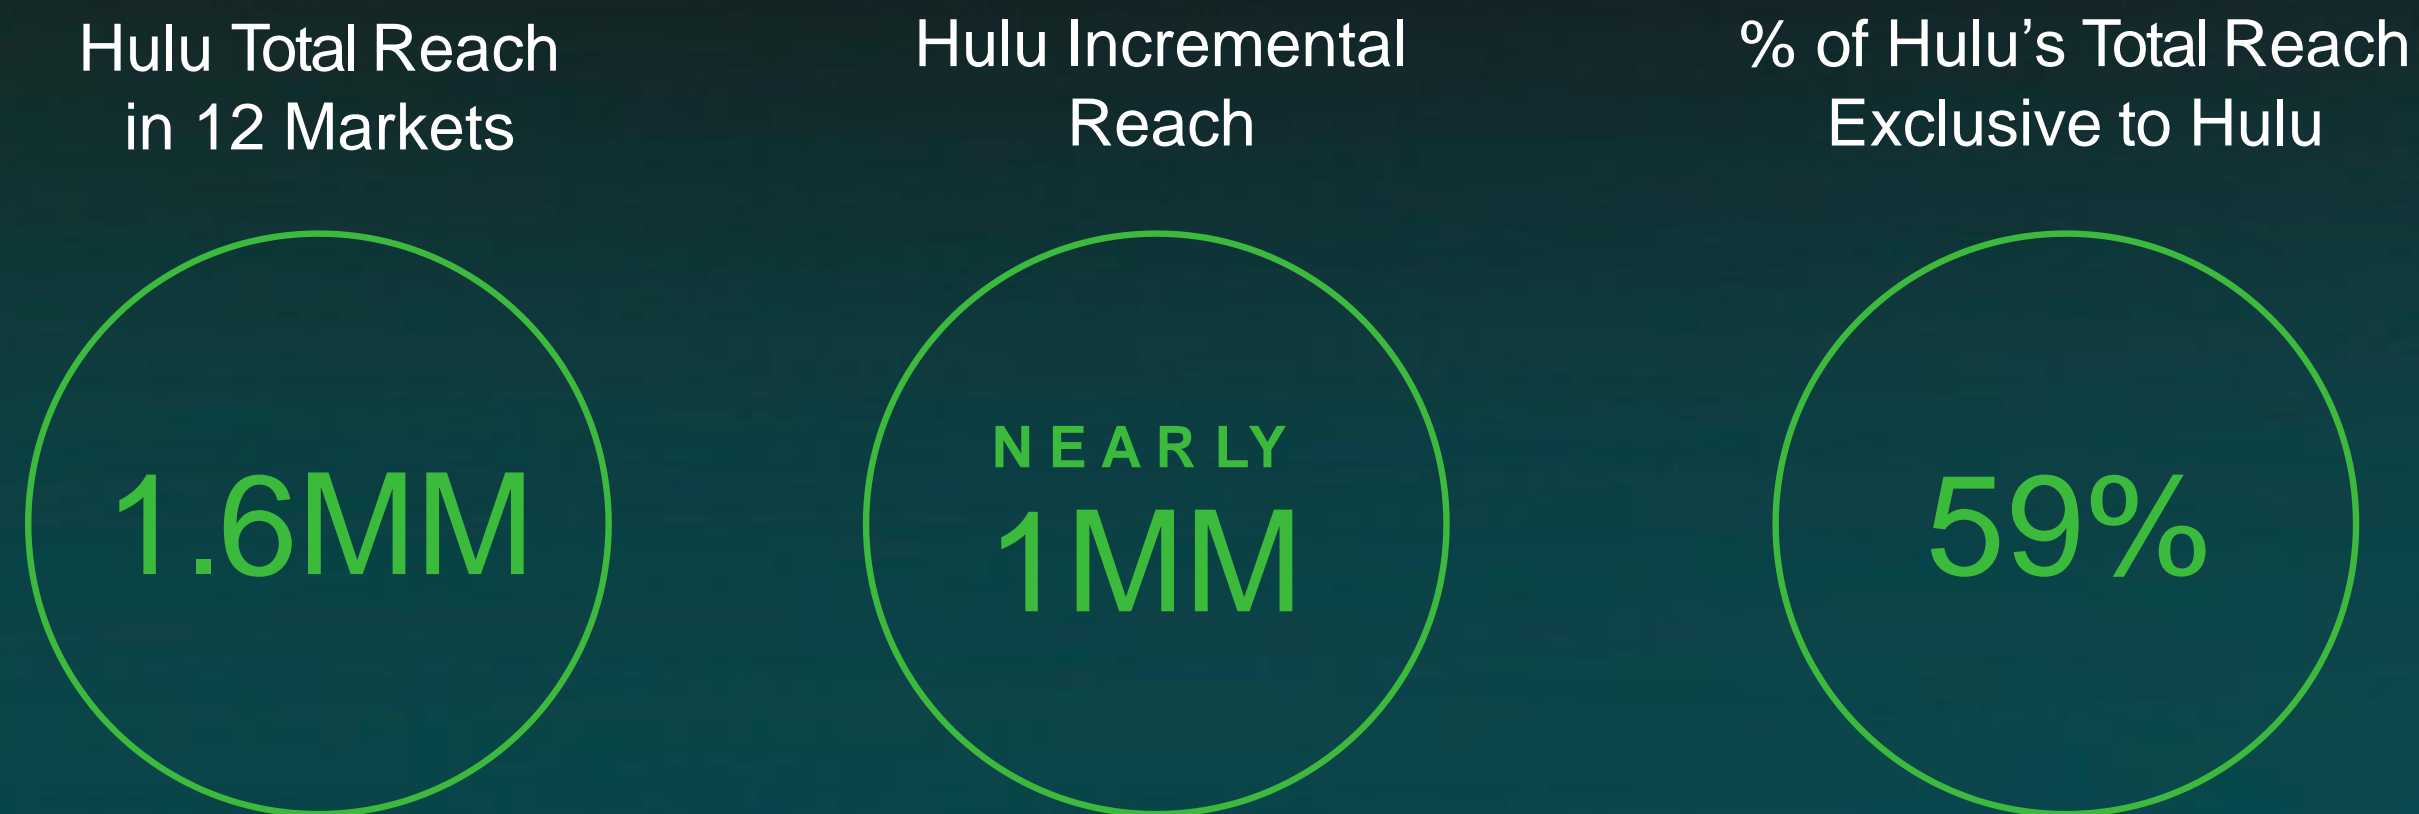 Hulu Total Reach
in 12 Markets
1.6MM
Hulu Incremental
Reach
NEARLY
1MM
% of Hulu’s Total Reach
Exclusive to Hulu
59%